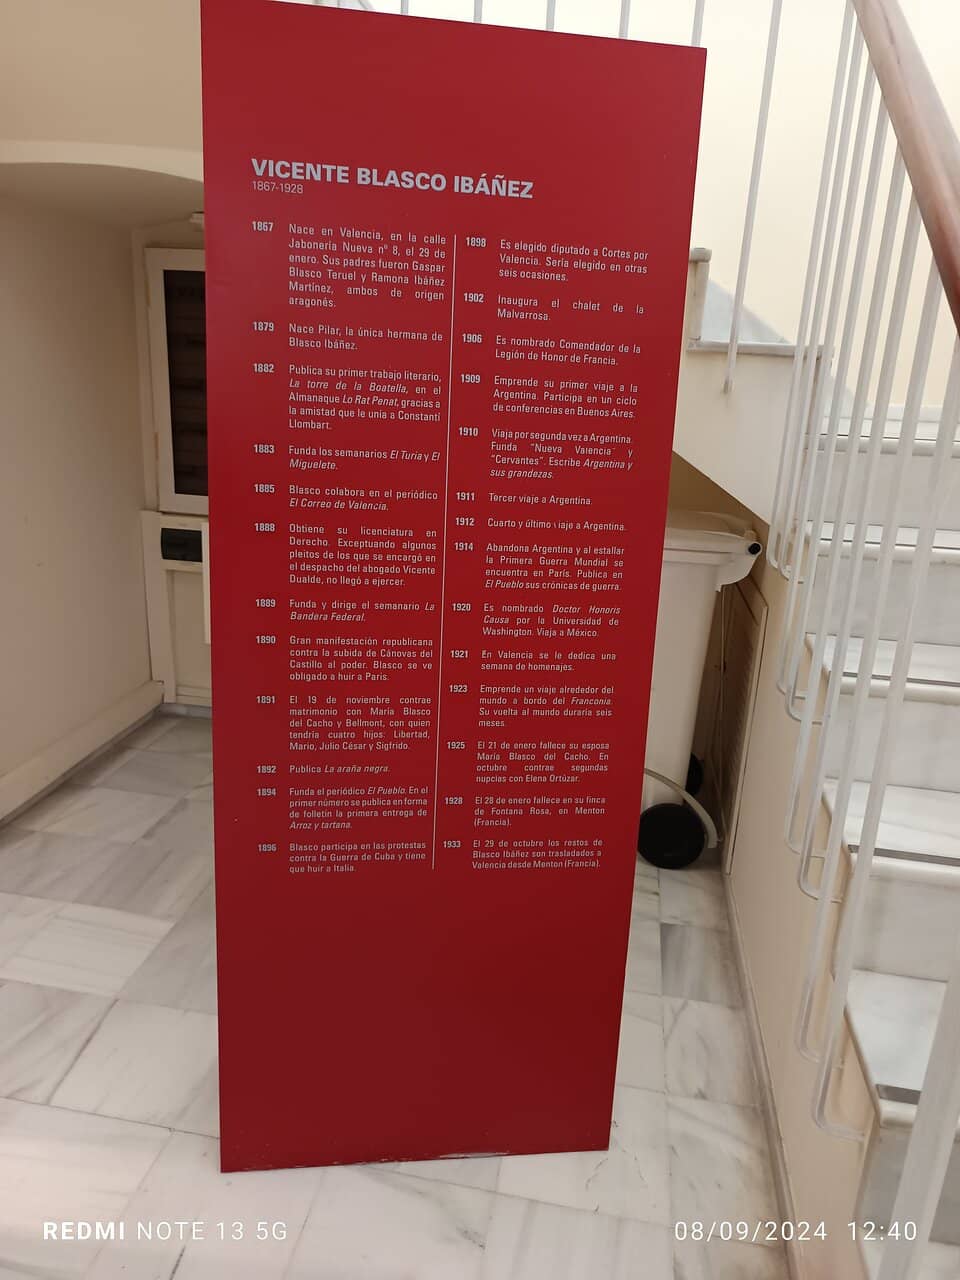 VICENTE BLASCO IBÁÑEZ
1867-1928
1867 Nace en Valencia, en la calle
Jabonería Nueva nº 8, el 29 de
enero. Sus padres fueron Gaspar
Blasco Teruel y Ramona Ibáñez
Martínez, ambos de origen
aragonés.
1879 Nace Pilar, la única hermana de
Blasco Ibáñez.
1882 Publica su primer trabajo literario,
La torre de la Boatella, en el
Almanaque Lo Rat Penat, gracias a
la amistad que le unía a Constantí
Llombart.
1883 Funda los semanarios El Turia y El
Miguelete.
1885 Blasco colabora en el periódico
El Correo de Valencia.
1888 Obtiene su licenciatura en
Derecho. Exceptuando algunos
pleitos de los que se encargó en
el despacho del abogado Vicente
Dualde, no llegó a ejercer.
1889 Funda y dirige el semanario La
Bandera Federal.
1890 Gran manifestación republicana
contra la subida de Cánovas del
Castillo al poder. Blasco se ve
obligado a huir a París.
1891 El 19 de noviembre contrae
matrimonio con María Blasco
del Cacho y Bellmont, con quien
tendría cuatro hijos: Libertad,
Mario, Julio César y Sigfrido.
1892 Publica La araña negra.
1894 Funda el periódico El Pueblo. En el
primer número se publica en forma
de folletín la primera entrega de
Arroz y tartana.
1896 Blasco participa en las protestas
contra la Guerra de Cuba y tiene
que huir a Italia.
1898 Es elegido diputado a Cortes por
Valencia. Sería elegido en otras
seis ocasiones.
1902 Inaugura el chalet de la
Malvarrosa.
1906 Es nombrado Comendador de la
Legión de Honor de Francia.
1909 Emprende su primer viaje a la
Argentina. Participa en un ciclo
de conferencias en Buenos Aires.
1910 Viaja por segunda vez a Argentina.
Funda "Nueva Valencia" y
"Cervantes". Escribe Argentina y
sus grandezas.
1911 Tercer viaje a Argentina.
1912 Cuarto y último viaje a Argentina.
1914 Abandona Argentina y al estallar
la Primera Guerra Mundial se
encuentra en París. Publica en
El Pueblo sus crónicas de guerra.
1920 Es nombrado Doctor Honoris
Causa por la Universidad de
Washington. Viaja a México.
1921 En Valencia se le dedica una
semana de homenajes.
1923 Emprende un viaje alrededor del
mundo a bordo del Franconia.
Su vuelta al mundo duraría seis
meses.
1925 El 21 de enero fallece su esposa
María Blasco del Cacho. En
octubre contrae segundas
nupcias con Elena Ortúzar.
1928 El 28 de enero fallece en su finca
de Fontana Rosa, en Menton
(Francia).
1933 El 29 de octubre los restos de
Blasco Ibáñez son trasladados a
Valencia desde Menton (Francia).
REDMI NOTE 13 5G
08/09/2024 12:40